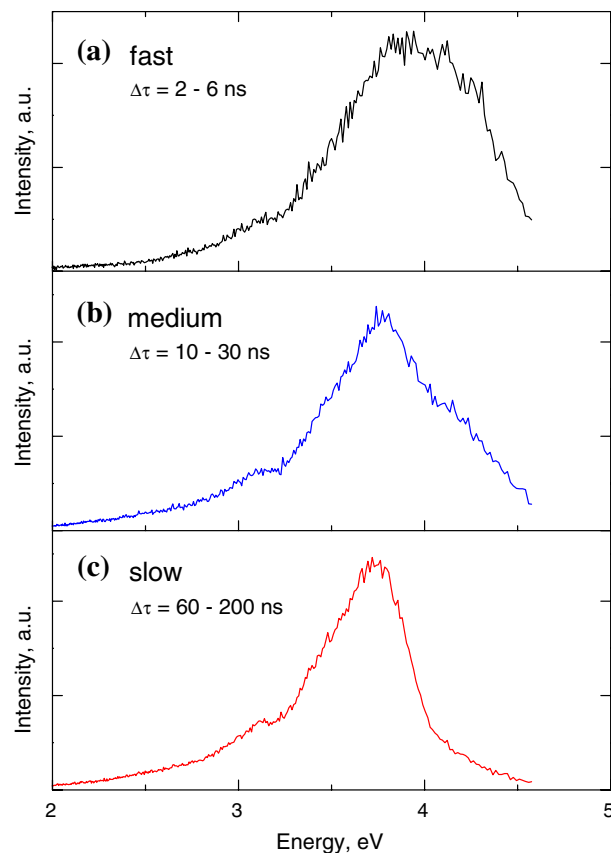 (a) fast
Δτ = 2 - 6 ns
Intensity, a.u.
(b) medium
Δτ = 10 - 30 ns
Intensity, a.u.
(c) slow
Δτ = 60 - 200 ns
Intensity, a.u.
2 3 4 5
Energy, eV